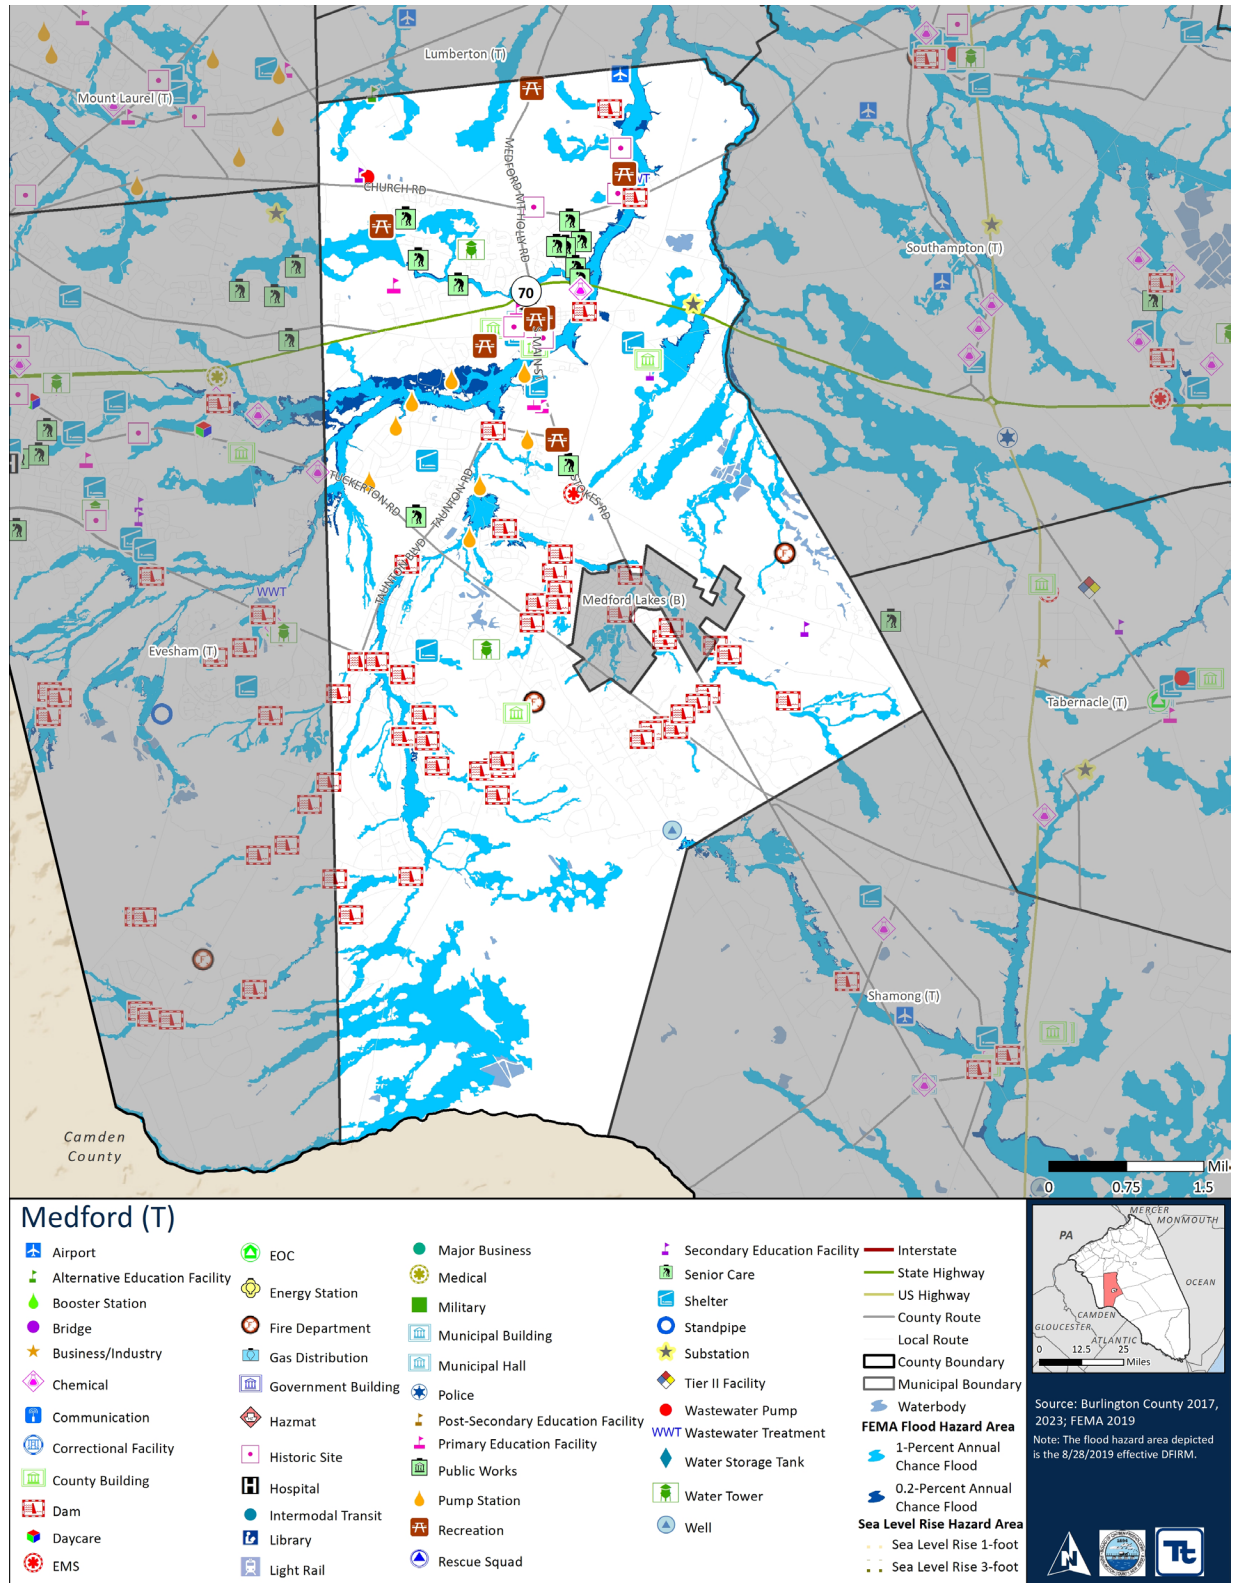 Lumberton (T)
Mount Laurel (T)
CHURCH RD
MEDFORD-MT HOLLY RD
Southampton (T)
70
S MAIN ST
TUCKERTON RD
TAUNTON RD
STOKES RD
TAUNTON BLVD
WWT
Medford Lakes (B)
Evesham (T)
Tabernacle (T)
Shamong (T)
Camden
County
0 0.75 1.5
Medford (T)
Airport
Alternative Education Facility
Booster Station
Bridge
Business/Industry
Chemical
Communication
Correctional Facility
County Building
Dam
Daycare
EMS
EOC
Energy Station
Fire Department
Gas Distribution
Government Building
Hazmat
Historic Site
Hospital
Intermodal Transit
Library
Light Rail
Major Business
Medical
Military
Municipal Building
Municipal Hall
Police
Post-Secondary Education Facility
Primary Education Facility
Public Works
Pump Station
Recreation
Rescue Squad
Secondary Education Facility
Senior Care
Shelter
Standpipe
Substation
Tier II Facility
Wastewater Pump
WWT Wastewater Treatment
Water Storage Tank
Water Tower
Well
Interstate
State Highway
US Highway
County Route
Local Route
County Boundary
Municipal Boundary
Waterbody
FEMA Flood Hazard Area
1-Percent Annual
Chance Flood
0.2-Percent Annual
Chance Flood
Sea Level Rise Hazard Area
Sea Level Rise 1-foot
Sea Level Rise 3-foot
MERCER
MONMOUTH
PA
OCEAN
CAMDEN
GLOUCESTER
ATLANTIC
0 12.5 25
Miles
Source: Burlington County 2017,
2023; FEMA 2019
Note: The flood hazard area depicted
is the 8/28/2019 effective DFIRM.
N
Tt